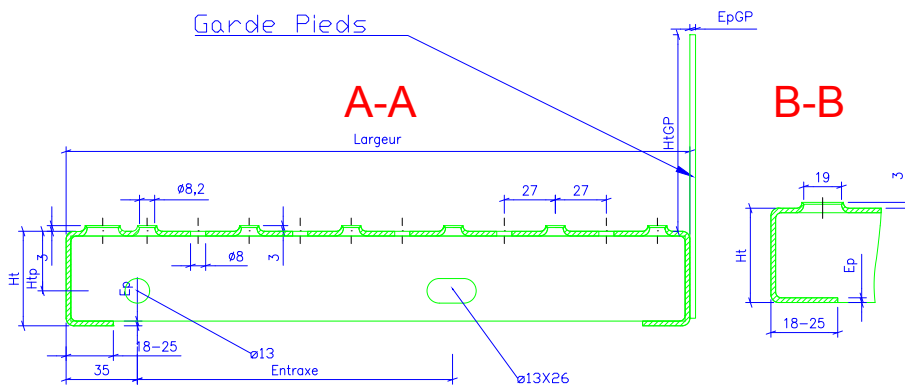 Garde Pieds
EpGP
A-A
B-B
Largeur
HtGP
ø8,2
27
27
19
3
Ht
Htp
3
ø8
3
Ep
Ht
Ep
18-25
18-25
35
ø13
Entraxe
ø13X26